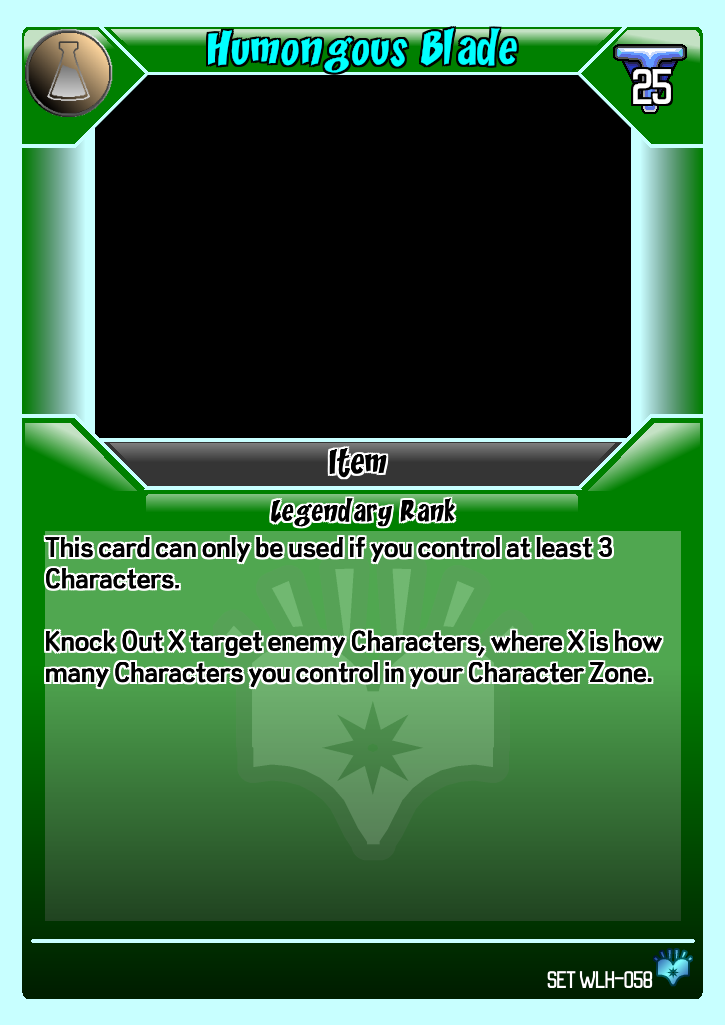 Humongous Blade
25
Item
Legendary Rank
This card can only be used if you control at least 3
Characters.
Knock Out X target enemy Characters, where X is how
many Characters you control in your Character Zone.
SET WLH-058